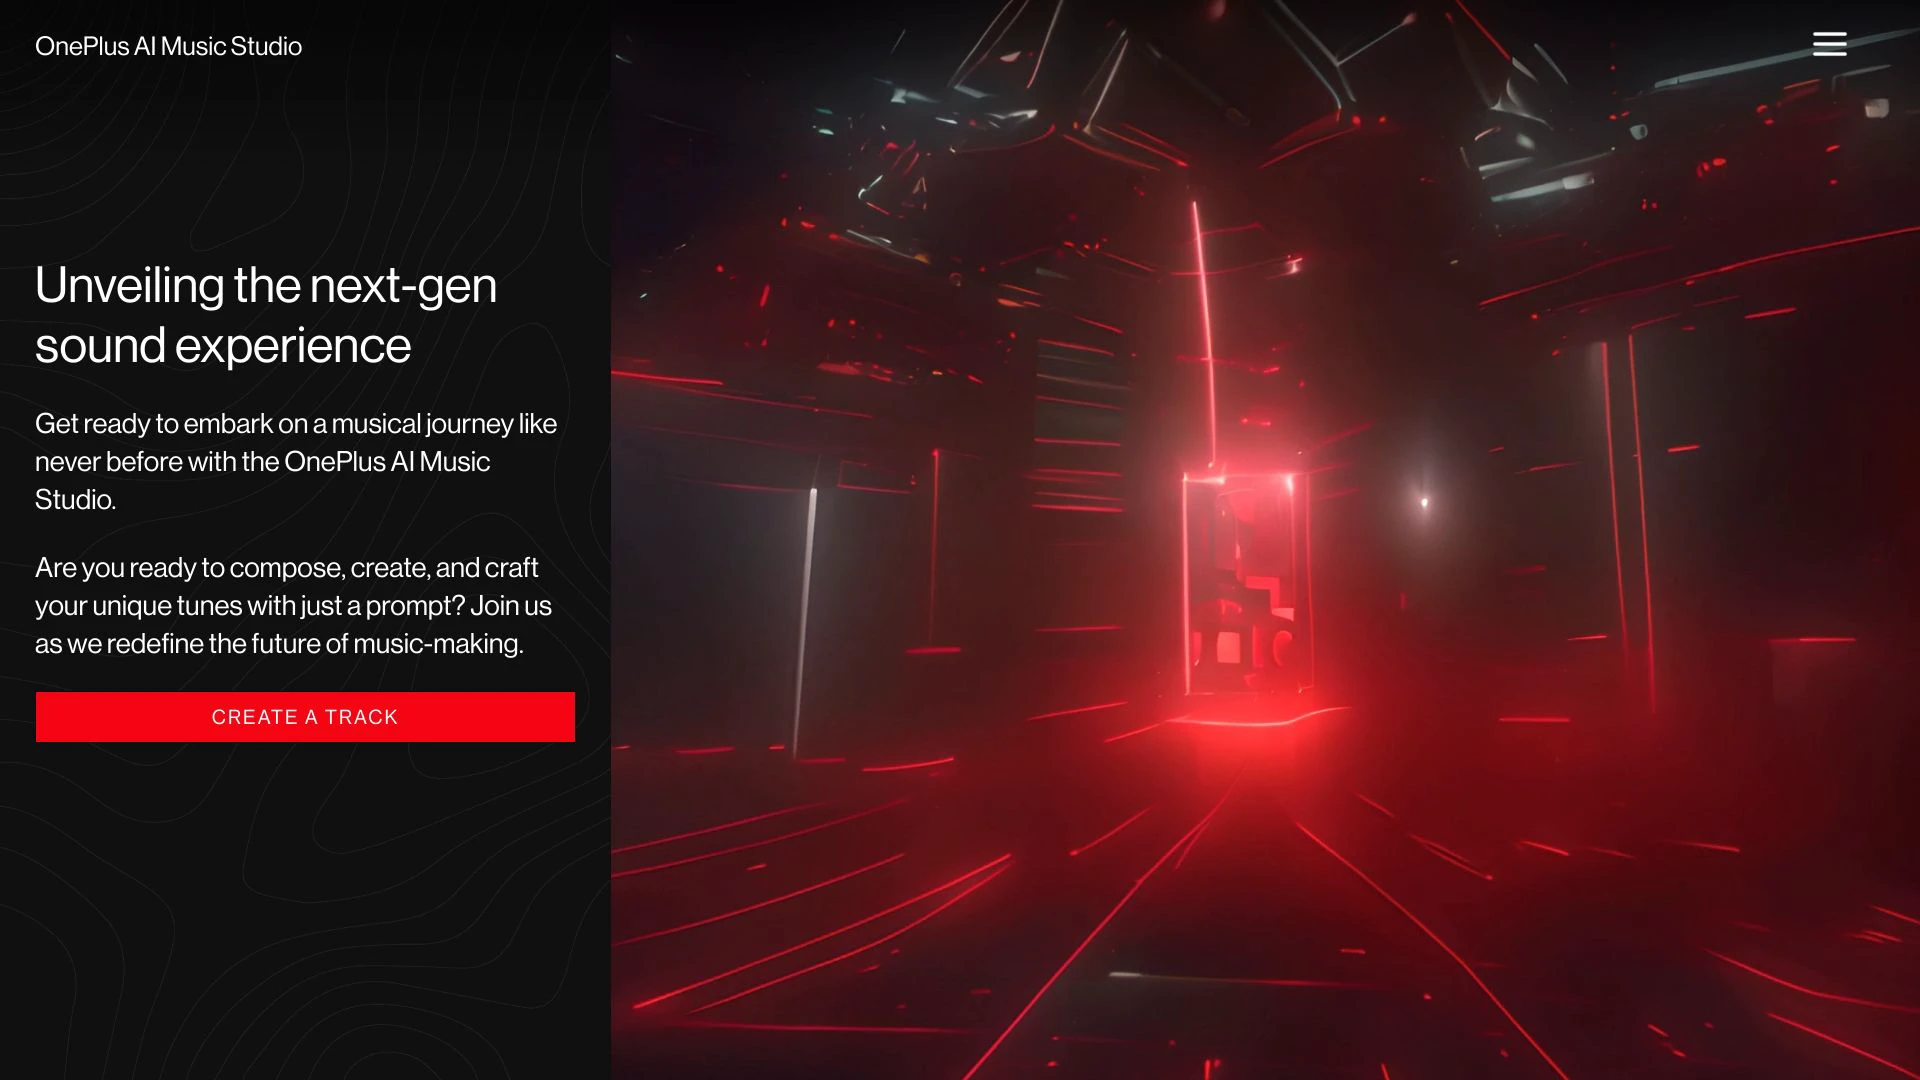 OnePlus AI Music Studio
Unveiling the next-gen
sound experience
Get ready to embark on a musical journey like
never before with the OnePlus AI Music
Studio.
Are you ready to compose, create, and craft
your unique tunes with just a prompt? Join us
as we redefine the future of music-making.
CREATE A TRACK